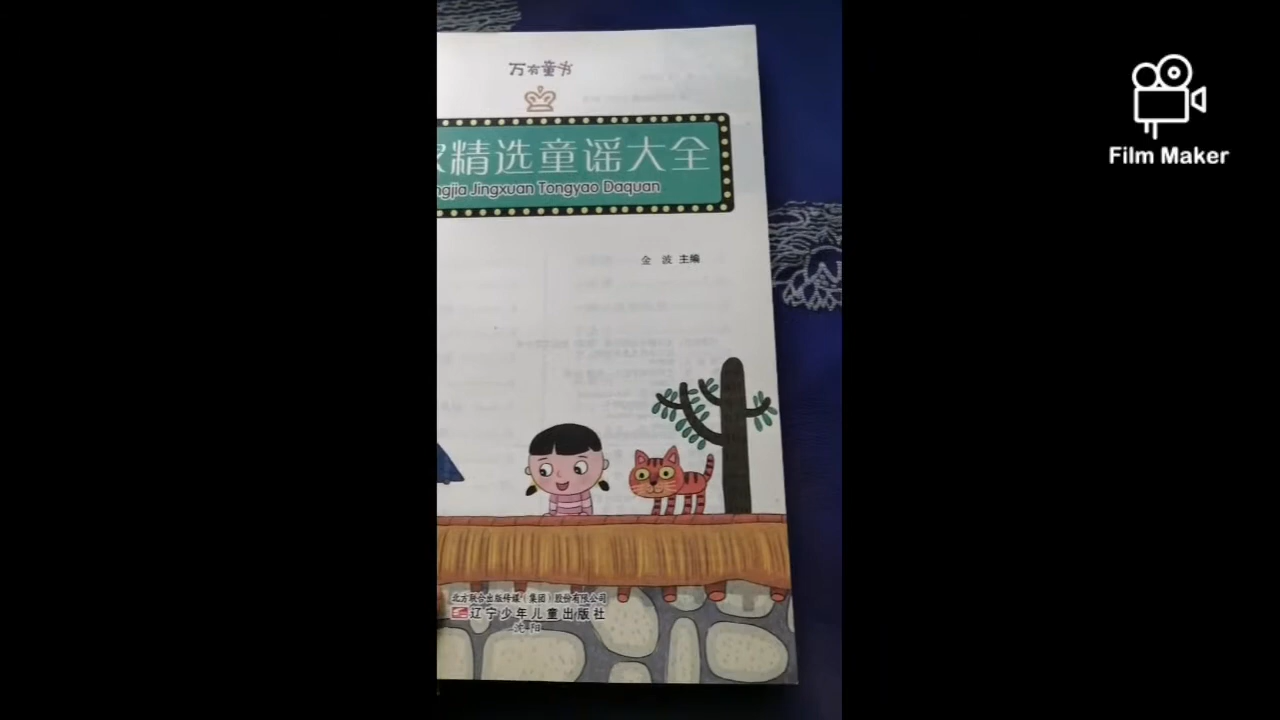 万有童书
精选童谣大全
ngjia Jingxuan Tongyao Daquan
金 波 主编
北方联合出版传媒（集团）股份有限公司
辽宁少年儿童出版社
沈阳
Film Maker